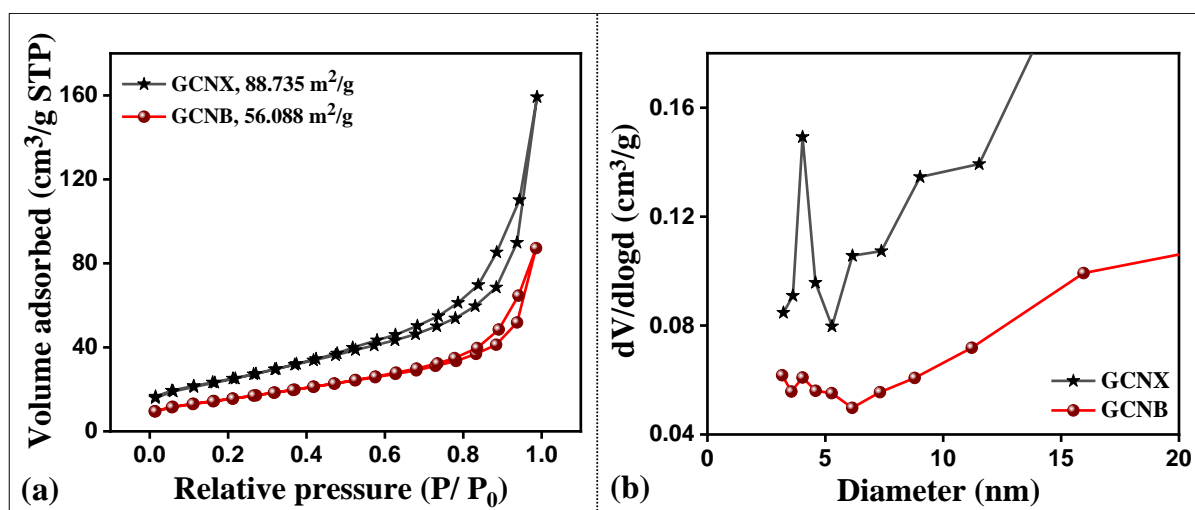 Volume adsorbed (cm³/g STP)
160
120
80
40
0
GCNX, 88.735 m²/g
GCNB, 56.088 m²/g
0.0 0.2 0.4 0.6 0.8 1.0
(a) Relative pressure (P/ P₀)
dV/dlogd (cm³/g)
0.16
0.12
0.08
0.04
GCNX
GCNB
0 5 10 15 20
(b) Diameter (nm)